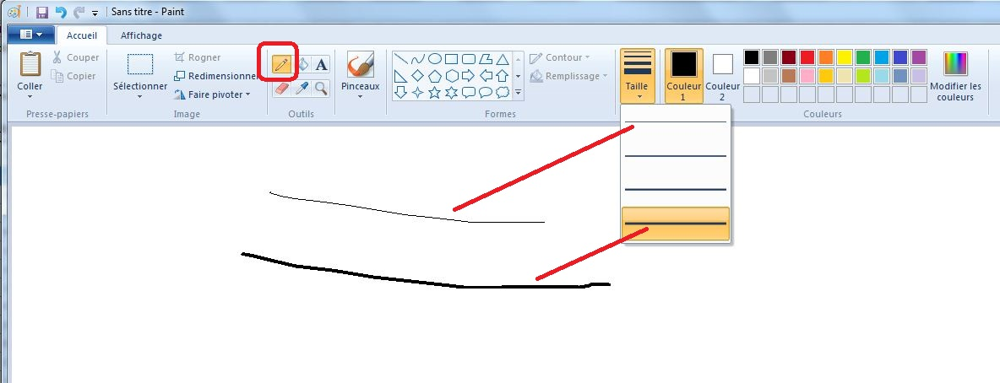 Sans titre - Paint
Accueil Affichage
Coller
Couper
Copier
Presse-papiers
Sélectionner
Rogner
Redimensionner
Faire pivoter
Image
A
Outils
Pinceaux
Contour
Remplissage
Formes
Taille
Couleur
1
Couleur
2
Modifier les
couleurs
Couleurs